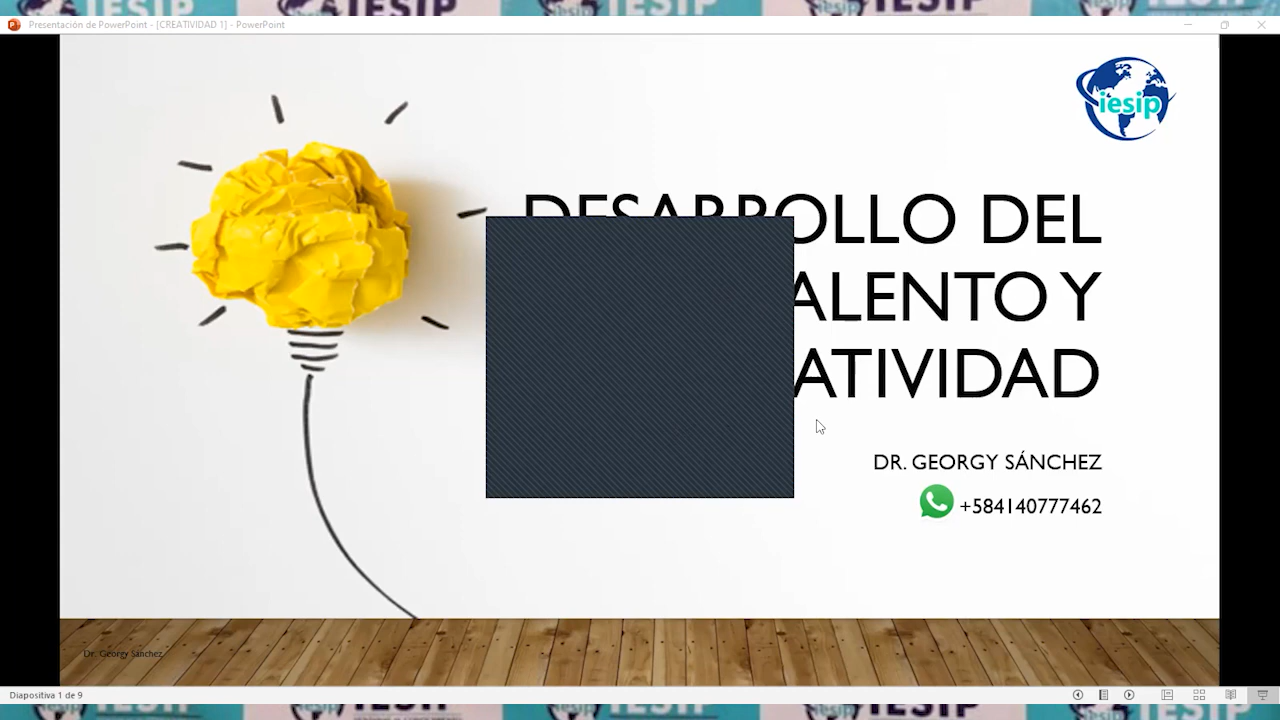 Presentación de PowerPoint - [CREATIVIDAD 1] - PowerPoint
iesip
DESARROLLO DEL
ALENTO Y
ATIVIDAD
DR. GEORGY SÁNCHEZ
+584140777462
Dr. Georgy Sánchez
Diapositiva 1 de 9